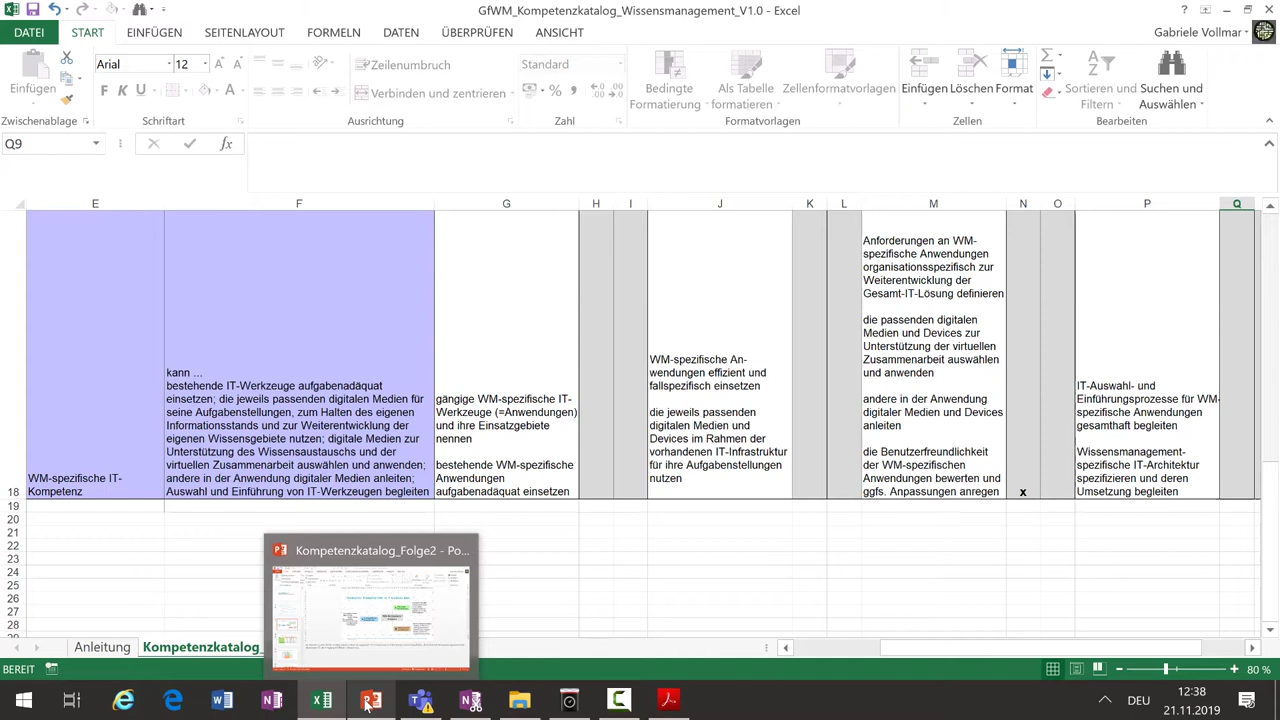 GfWM_Kompetenzkatalog_Wissensmanagement_V1.0 - Excel
DATEI START EINFÜGEN SEITENLAYOUT FORMELN DATEN ÜBERPRÜFEN ANSICHT Gabriele Vollmar
Arial 12 Zeilenumbruch Standard
Einfügen F K U Verbinden und zentrieren
Bedingte Formatierung
Als Tabelle formatieren
Zellenformatvorlagen
Einfügen Löschen Format
Sortieren und Filtern
Suchen und Auswählen
Zwischenablage Schriftart Ausrichtung Zahl Formatvorlagen Zellen Bearbeiten
Q9
E F G H I J K L M N O P Q
WM-spezifische IT-
Kompetenz
kann ...
bestehende IT-Werkzeuge aufgabenadäquat
einsetzen; die jeweils passenden digitalen Medien für
seine Aufgabenstellungen, zum Halten des eigenen
Informationsstands und zur Weiterentwicklung der
eigenen Wissensgebiete nutzen; digitale Medien zur
Unterstützung des Wissensaustauschs und der
virtuellen Zusammenarbeit auswählen und anwenden;
andere in der Anwendung digitaler Medien anleiten;
Auswahl und Einführung von IT-Werkzeugen begleiten
gängige WM-spezifische IT-
Werkzeuge (=Anwendungen)
und ihre Einsatzgebiete
nennen
bestehende WM-spezifische
Anwendungen
aufgabenadäquat einsetzen
WM-spezifische An-
wendungen effizient und
fallspezifisch einsetzen
die jeweils passenden
digitalen Medien und
Devices im Rahmen der
vorhandenen IT-Infrastruktur
für ihre Aufgabenstellungen
nutzen
Anforderungen an WM-
spezifische Anwendungen
organisationsspezifisch zur
Weiterentwicklung der
Gesamt-IT-Lösung definieren
die passenden digitalen
Medien und Devices zur
Unterstützung der virtuellen
Zusammenarbeit auswählen
und anwenden
andere in der Anwendung
digitaler Medien und Devices
anleiten
die Benutzerfreundlichkeit
der WM-spezifischen
Anwendungen bewerten und
ggfs. Anpassungen anregen
x
IT-Auswahl- und
Einführungsprozesse für WM-
spezifische Anwendungen
gesamthaft begleiten
Wissensmanagement-
spezifische IT-Architektur
spezifizieren und deren
Umsetzung begleiten
18
19
20
21
22
23
24
25
26
27
28
Kompetenzkatalog_Folge2 - Po...
Anleitung Kompetenzkatalog_
BEREIT 80 %
DEU
12:38
21.11.2019